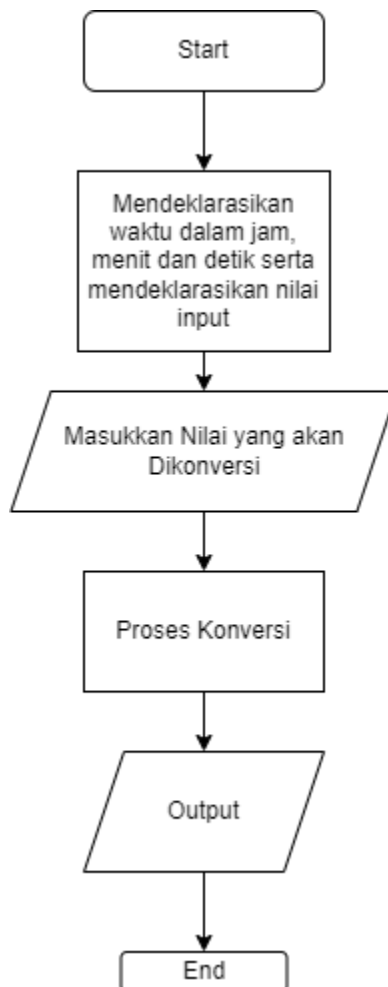 Start
Mendeklarasikan
waktu dalam jam,
menit dan detik serta
mendeklarasikan nilai
input
Masukkan Nilai yang akan
Dikonversi
Proses Konversi
Output
End